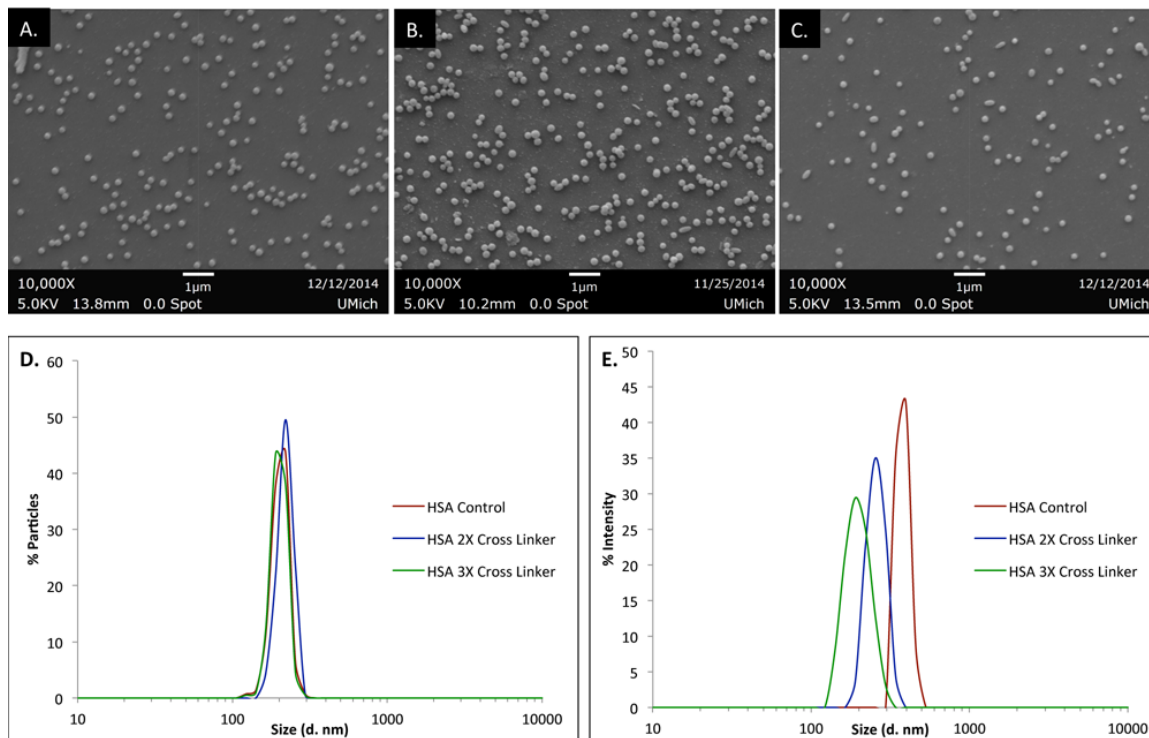 A.
10,000X 1μm 12/12/2014
5.0KV 13.8mm 0.0 Spot UMich
B.
10,000X 1μm 11/25/2014
5.0KV 10.2mm 0.0 Spot UMich
C.
10,000X 1μm 12/12/2014
5.0KV 13.5mm 0.0 Spot UMich
D.
% Particles
60
50
40
30
20
10
0
10 100 1000 10000
Size (d. nm)
HSA Control
HSA 2X Cross Linker
HSA 3X Cross Linker
E.
% Intensity
50
45
40
35
30
25
20
15
10
5
0
10 100 1000 10000
Size (d. nm)
HSA Control
HSA 2X Cross Linker
HSA 3X Cross Linker